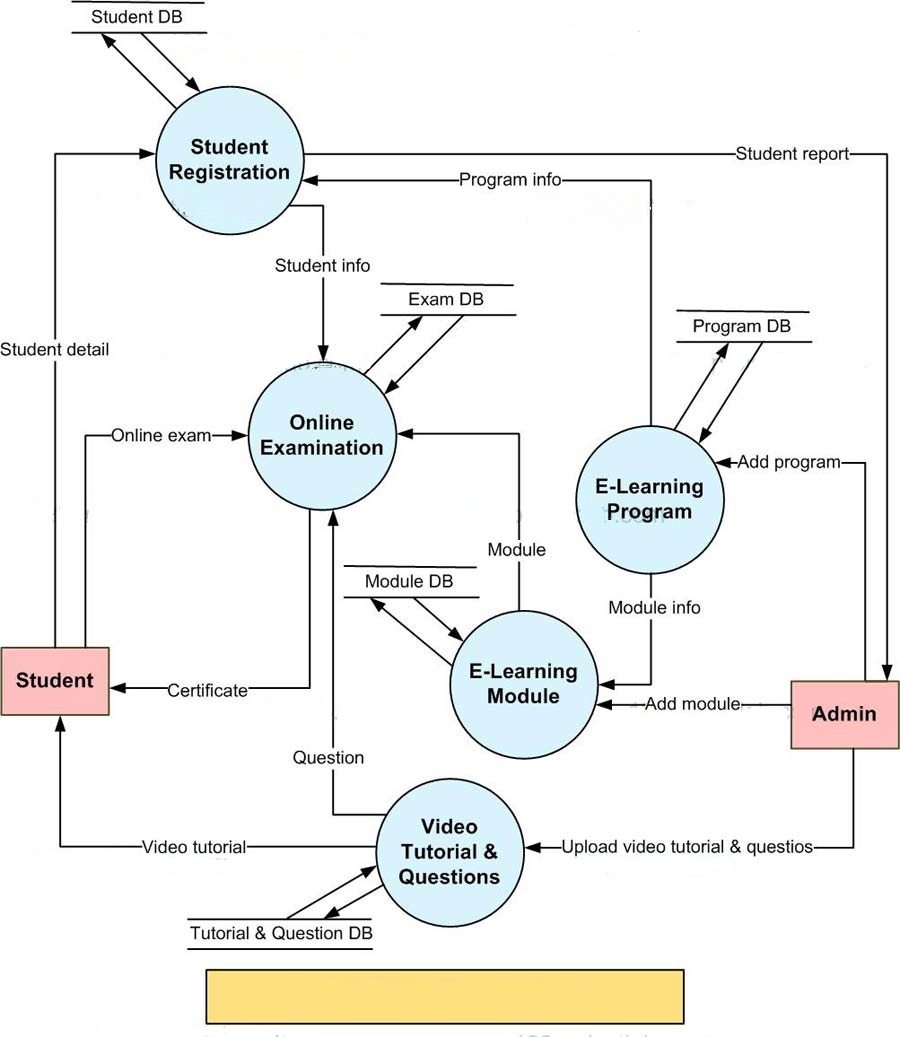 Student DB
Student
Registration
Student report
Program info
Student info
Exam DB
Program DB
Student detail
Online
Examination
Online exam
Add program
E-Learning
Program
Module
Module DB
Module info
E-Learning
Module
Student
Certificate
Add module
Admin
Question
Video
Tutorial &
Questions
Video tutorial
Upload video tutorial & questios
Tutorial & Question DB